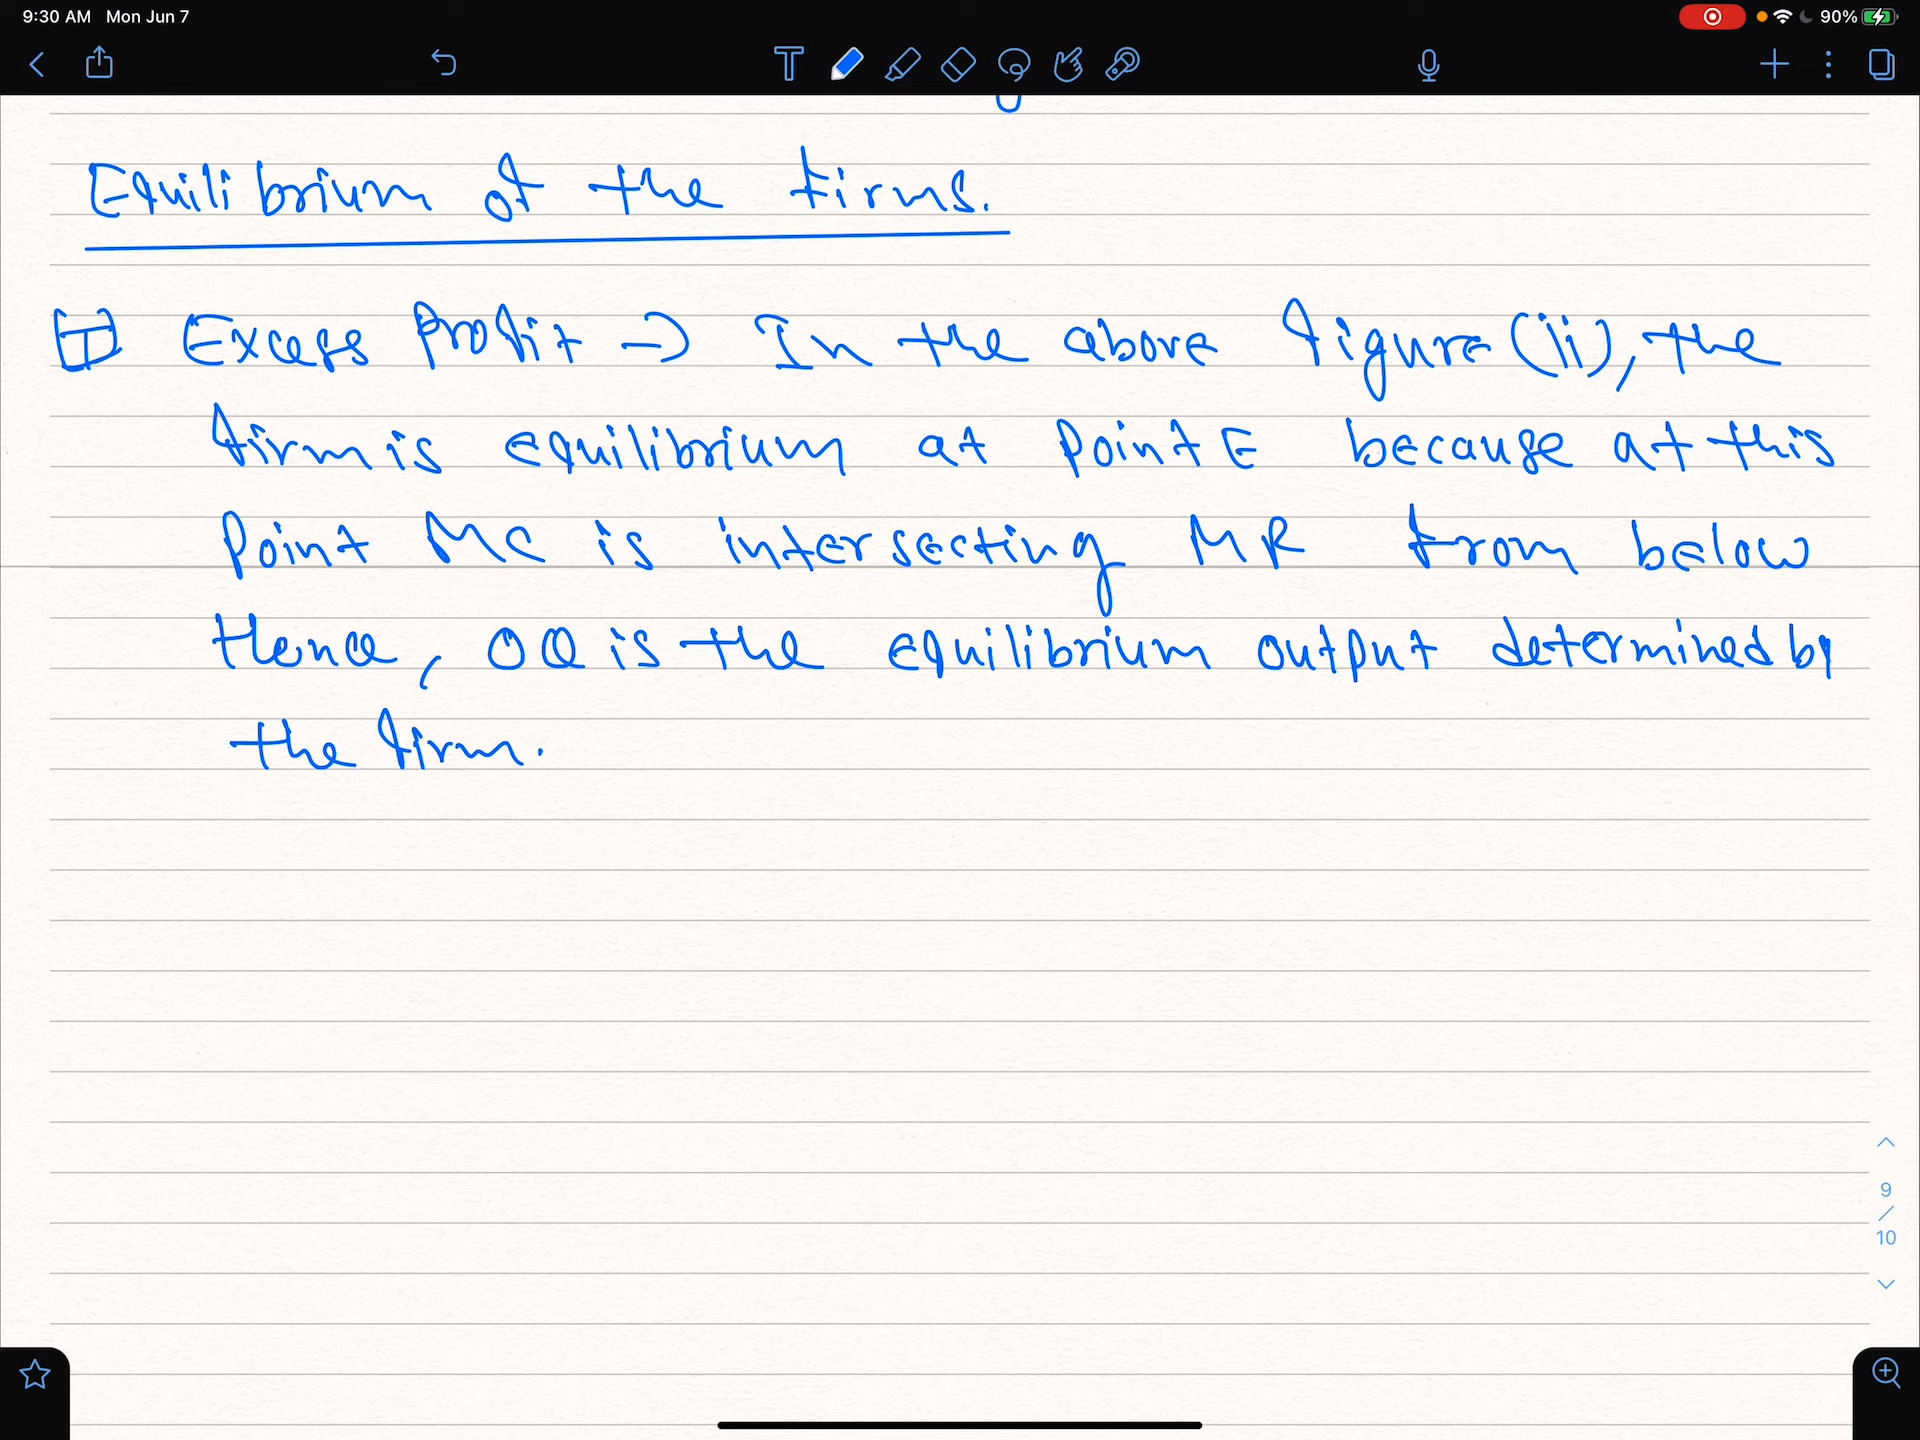 9:30 AM Mon Jun 7 90%
Equilibrium of the firms.
I Excess Profit → In the above figure (ii), the
firm is equilibrium at Point E because at this
Point MC is intersecting MR from below
Hence, OQ is the equilibrium output determined by
the firm.
9
/
10